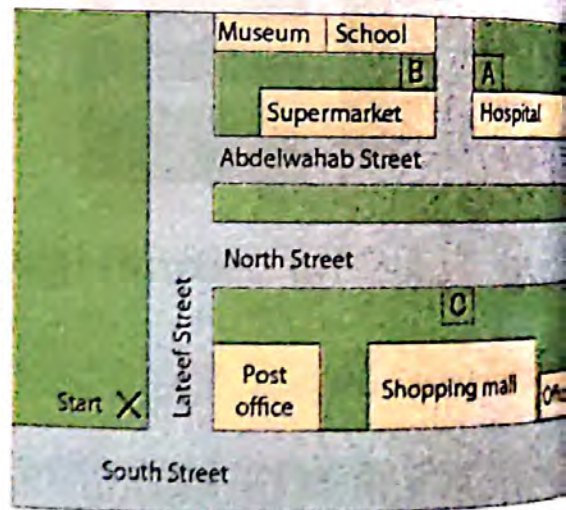 Museum School
B A
Supermarket Hospital
Abdelwahab Street
North Street
Lateef Street
C
Post
office
Shopping mall
Start X
South Street